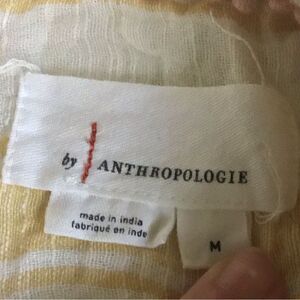 by ANTHROPOLOGIE
made in india
fabriqué en inde
M